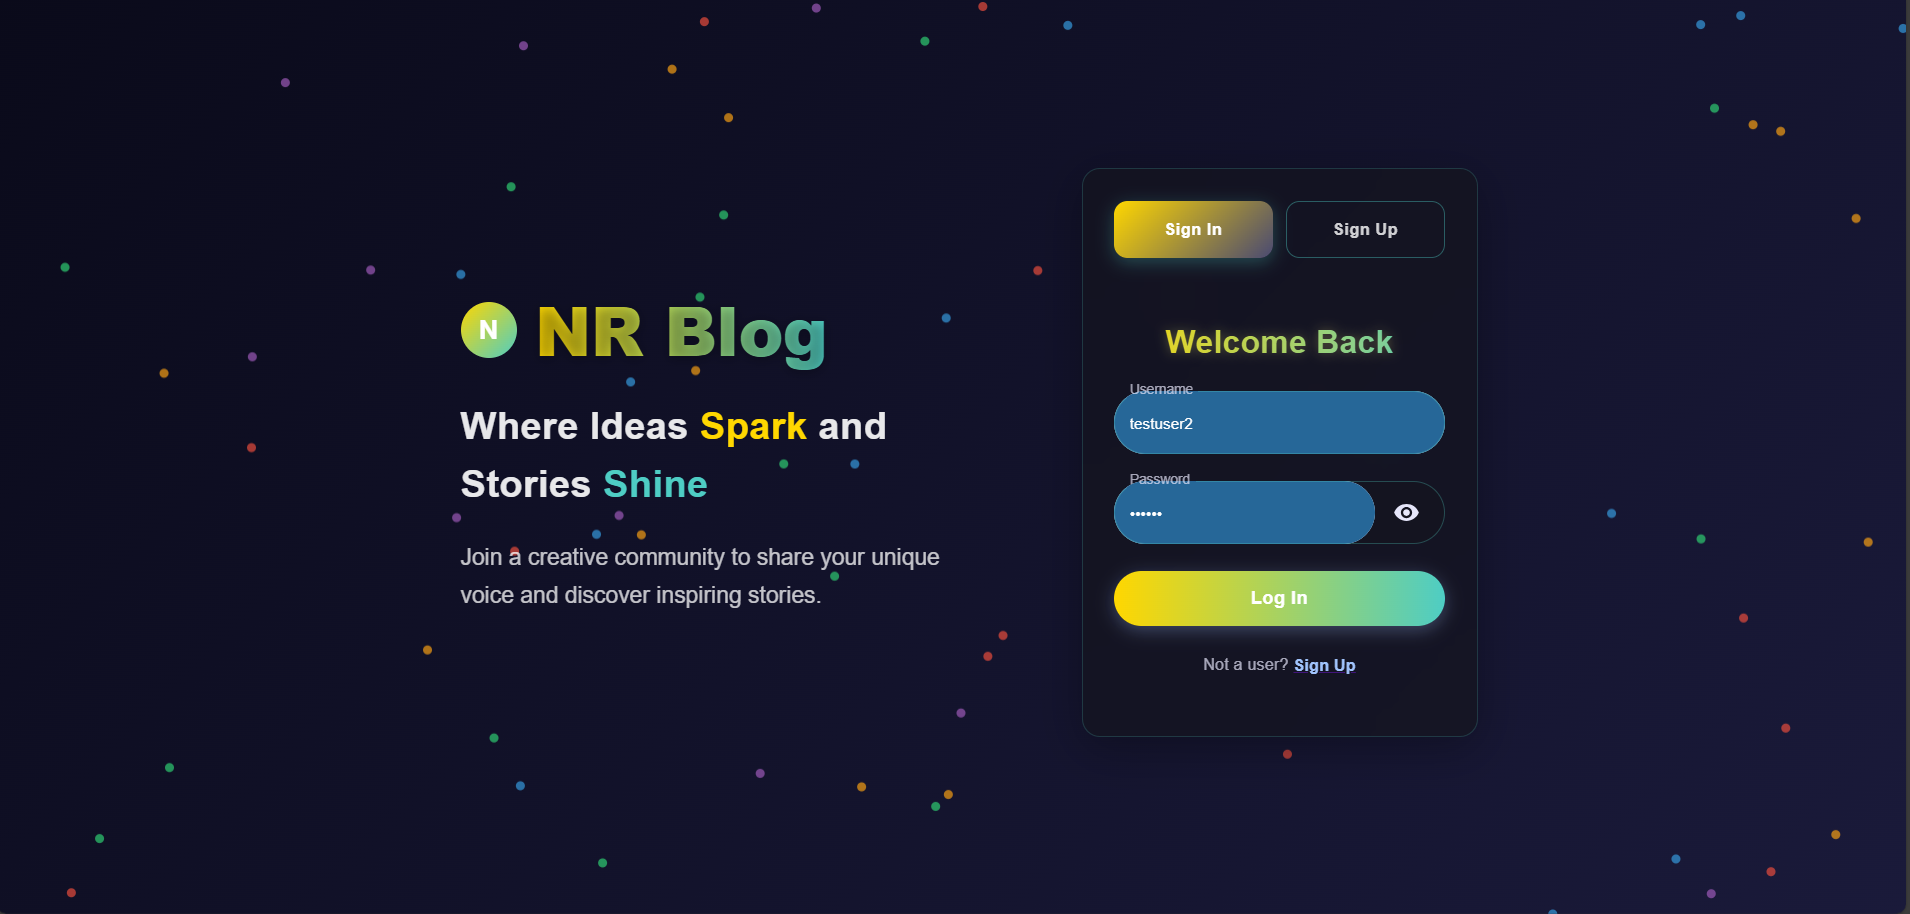 N
NR Blog
Where Ideas Spark and
Stories Shine
Join a creative community to share your unique
voice and discover inspiring stories.
Sign In
Sign Up
Welcome Back
Username
testuser2
Password
••••••
Log In
Not a user? Sign Up